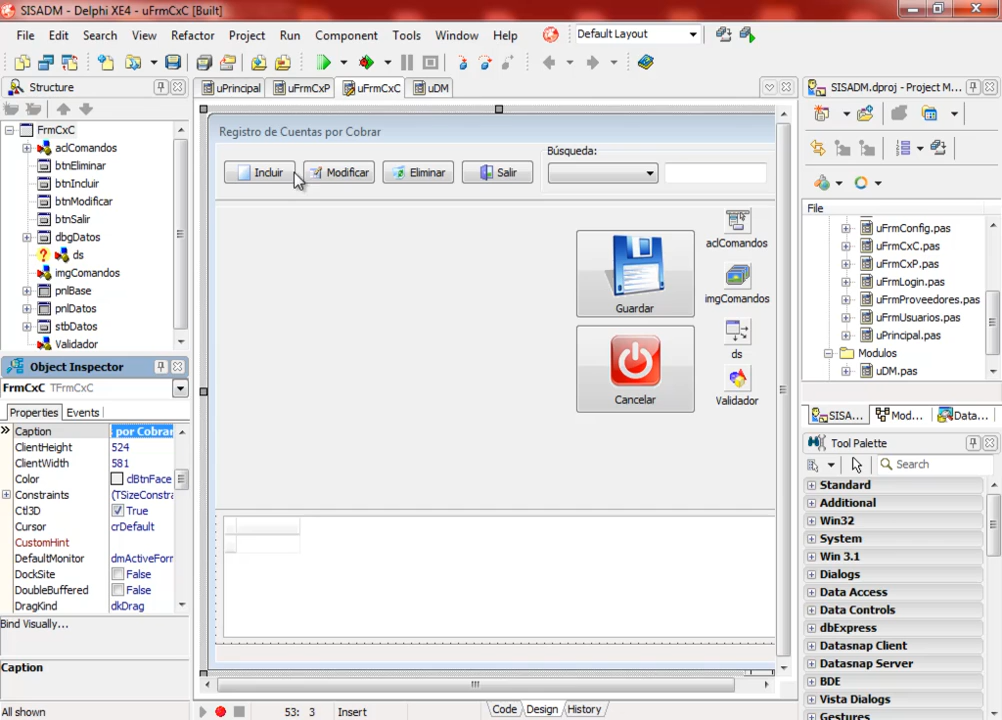 SISADM - Delphi XE4 - uFrmCxC [Built]
File Edit Search View Refactor Project Run Component Tools Window Help
Default Layout
Structure
FrmCxC
aclComandos
btnEliminar
btnIncluir
btnModificar
btnSalir
dbgDatos
ds
imgComandos
pnlBase
pnlDatos
stbDatos
Validador
Object Inspector
FrmCxC TFrmCxC
Properties Events
Caption por Cobrar
ClientHeight 524
ClientWidth 581
Color clBtnFace
Constraints (TSizeConstra
Ctl3D True
Cursor crDefault
CustomHint
DefaultMonitor dmActiveForm
DockSite False
DoubleBuffered False
DragKind dkDrag
Bind Visually...
Caption
All shown
uPrincipal uFrmCxP uFrmCxC uDM
Registro de Cuentas por Cobrar
Incluir Modificar Eliminar Salir
Búsqueda:
Guardar
Cancelar
aclComandos
imgComandos
ds
Validador
53: 3 Insert
Code Design History
SISADM.dproj - Project M...
File
uFrmConfig.pas
uFrmCxC.pas
uFrmCxP.pas
uFrmLogin.pas
uFrmProveedores.pas
uFrmUsuarios.pas
uPrincipal.pas
Modulos
uDM.pas
SISA... Mod... Data...
Tool Palette
Search
Standard
Additional
Win32
System
Win 3.1
Dialogs
Data Access
Data Controls
dbExpress
Datasnap Client
Datasnap Server
BDE
Vista Dialogs
Gestures